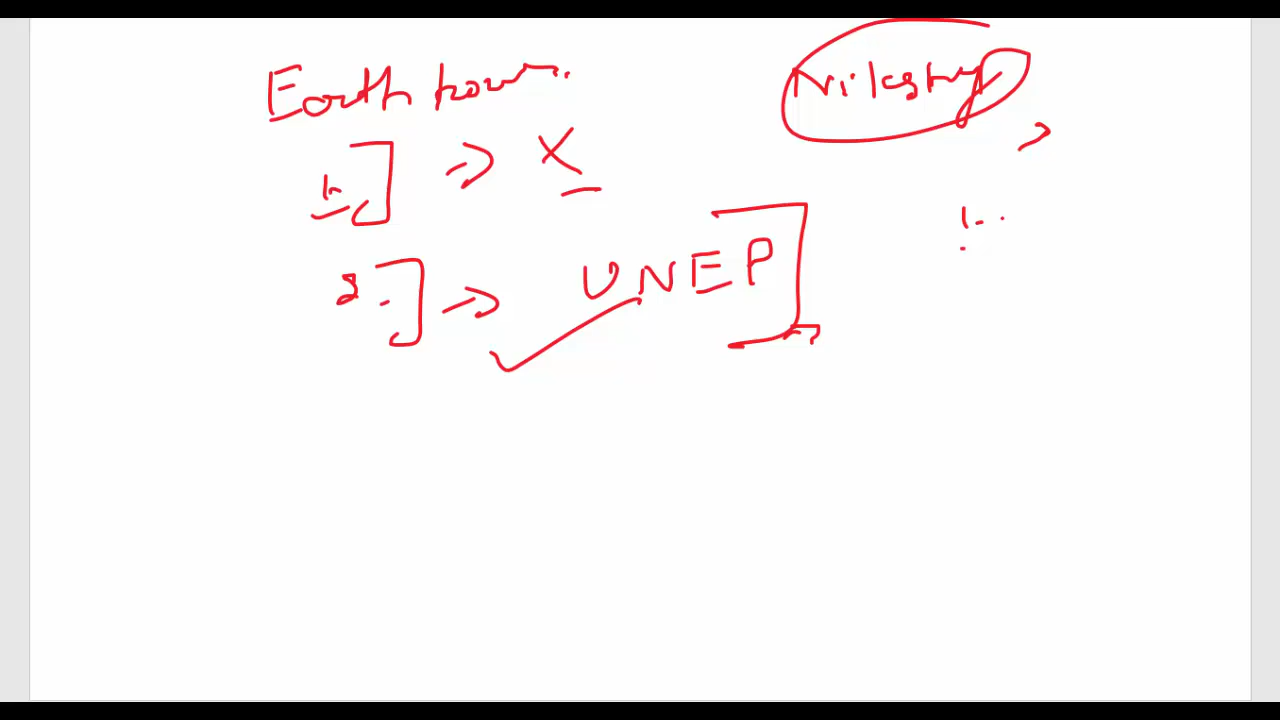 Earth hour.
1. ] => X
2. ] -> UNEP